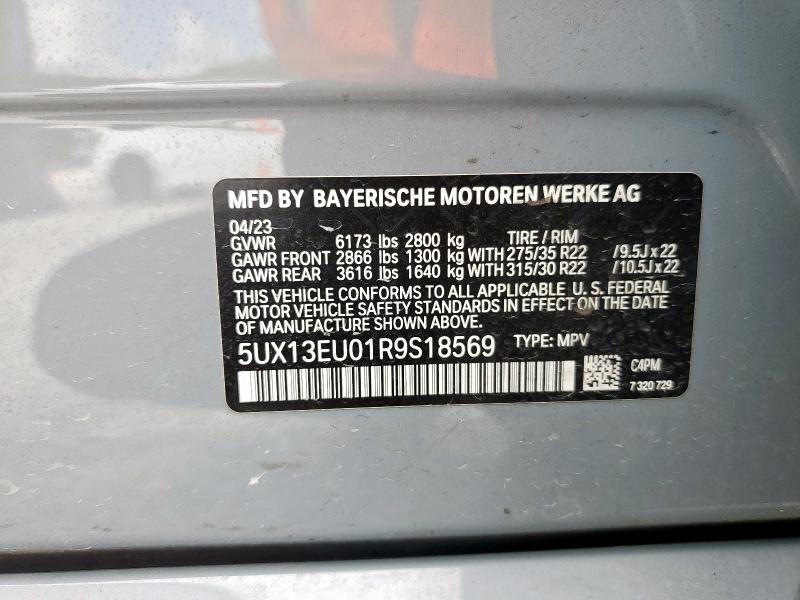 MFD BY BAYERISCHE MOTOREN WERKE AG
04/23
GVWR 6173 lbs 2800 kg TIRE / RIM
GAWR FRONT 2866 lbs 1300 kg WITH 275/35 R22 / 9.5J x 22
GAWR REAR 3616 lbs 1640 kg WITH 315/30 R22 / 10.5J x 22
THIS VEHICLE CONFORMS TO ALL APPLICABLE U. S. FEDERAL
MOTOR VEHICLE SAFETY STANDARDS IN EFFECT ON THE DATE
OF MANUFACTURE SHOWN ABOVE.
5UX13EU01R9S18569 TYPE: MPV
C4PM
7 320 729